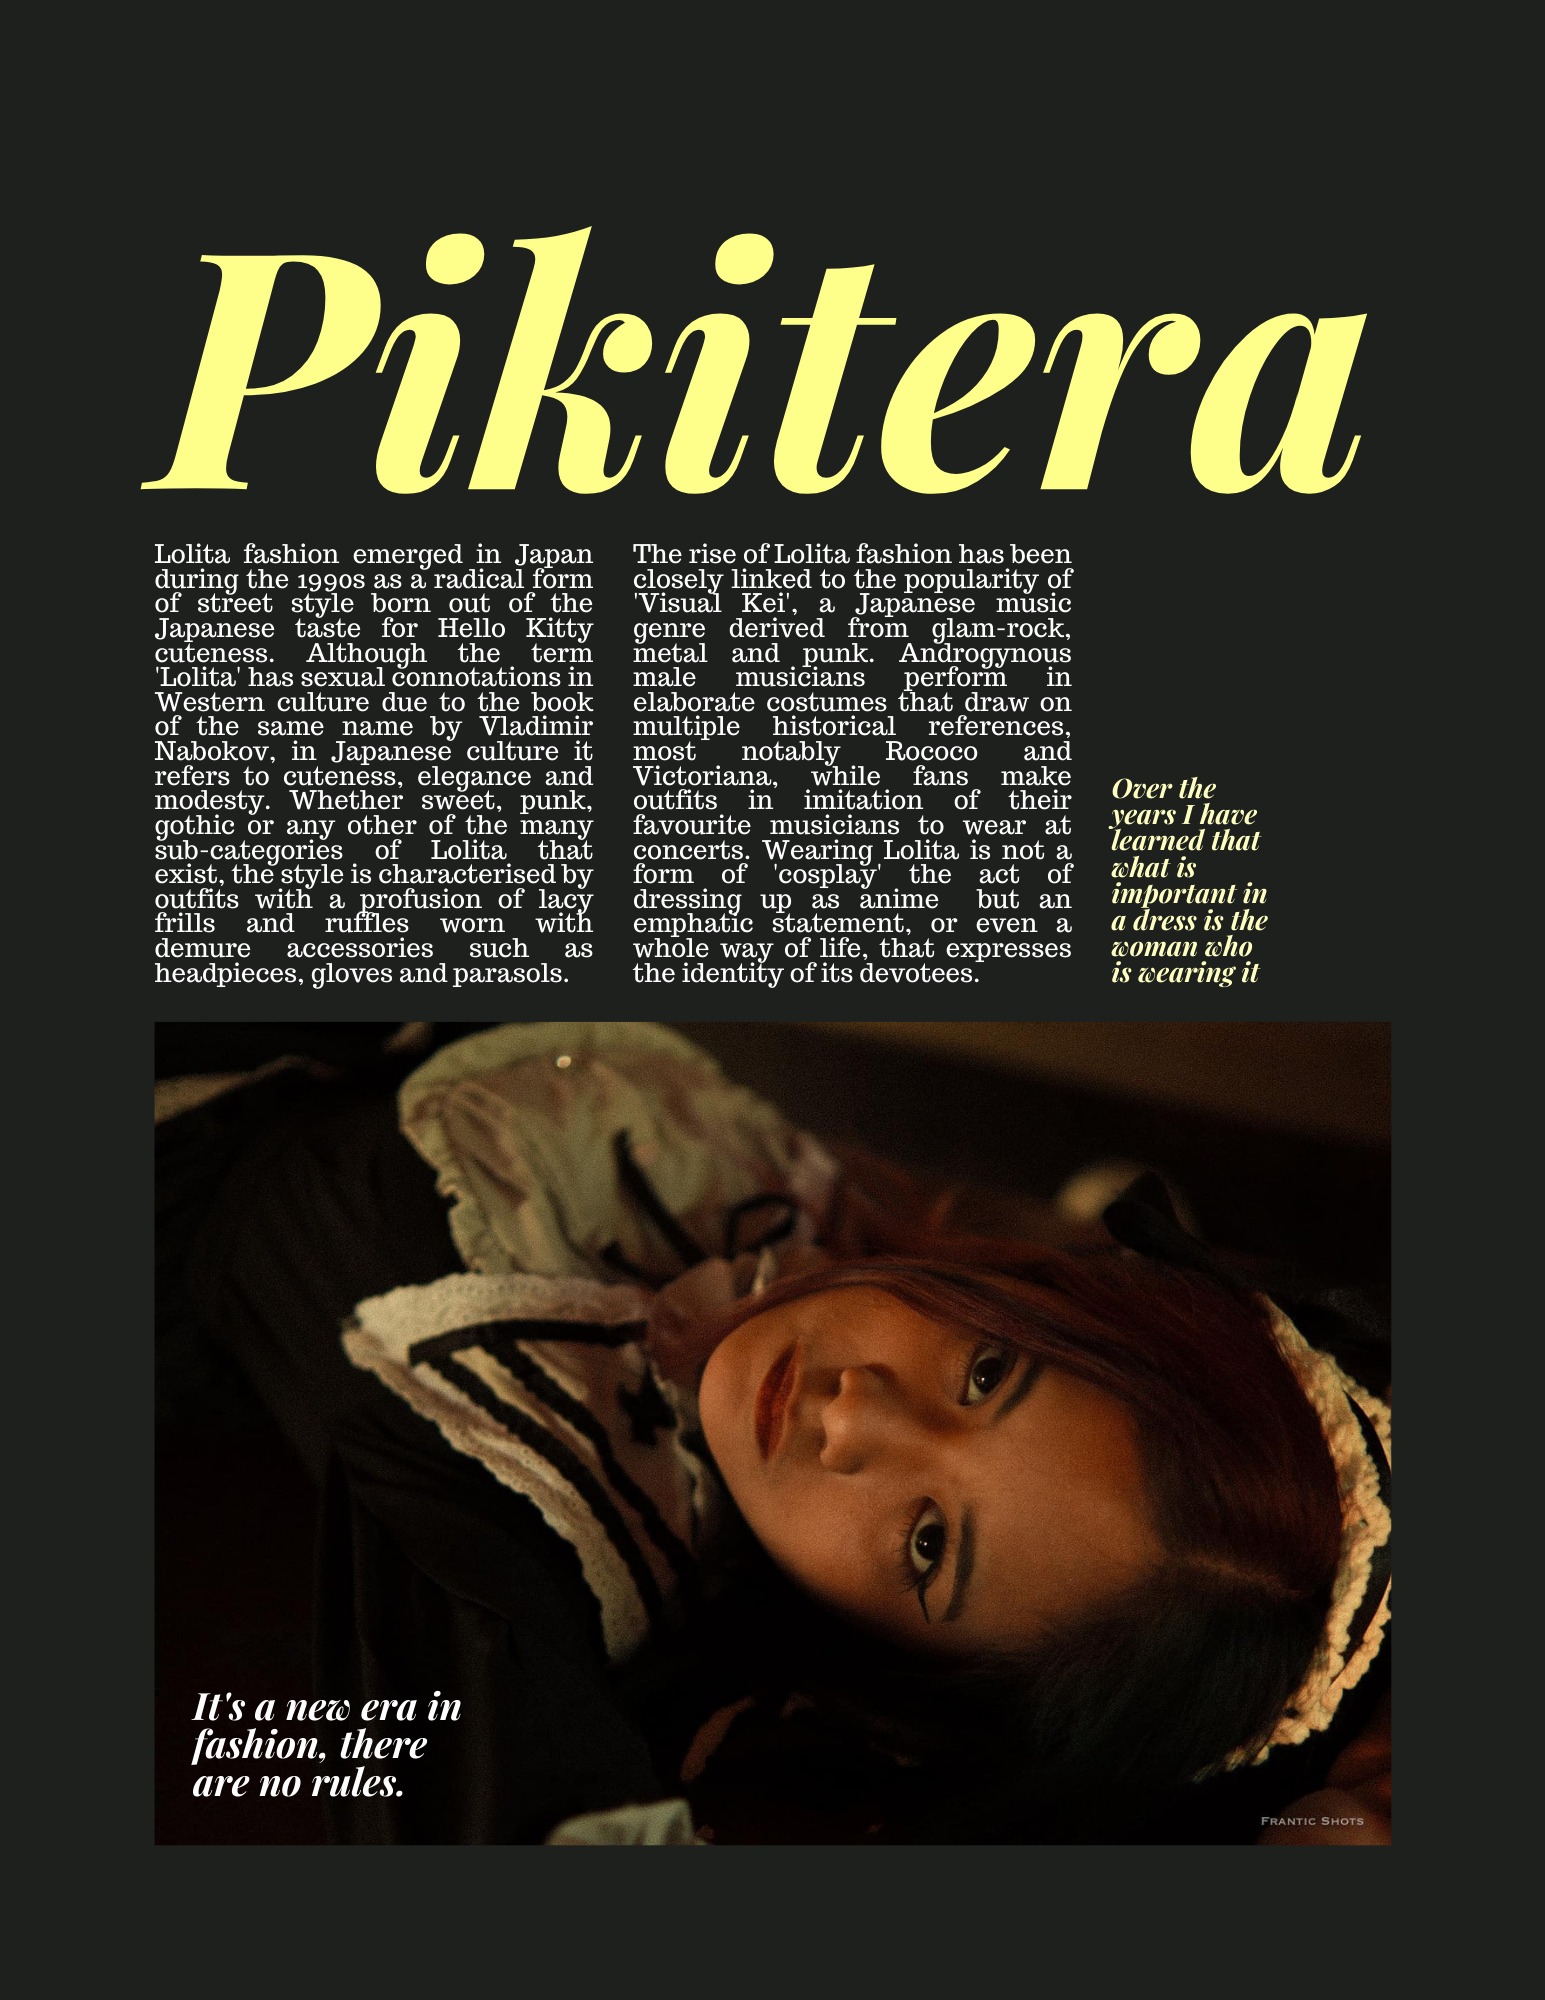 Pikitera
Lolita fashion emerged in Japan
during the 1990s as a radical form
of street style born out of the
Japanese taste for Hello Kitty
cuteness. Although the term
'Lolita' has sexual connotations in
Western culture due to the book
of the same name by Vladimir
Nabokov, in Japanese culture it
refers to cuteness, elegance and
modesty. Whether sweet, punk,
gothic or any other of the many
sub-categories of Lolita that
exist, the style is characterised by
outfits with a profusion of lacy
frills and ruffles worn with
demure accessories such as
headpieces, gloves and parasols.
The rise of Lolita fashion has been
closely linked to the popularity of
'Visual Kei', a Japanese music
genre derived from glam-rock,
metal and punk. Androgynous
male musicians perform in
elaborate costumes that draw on
multiple historical references,
most notably Rococo and
Victoriana, while fans make
outfits in imitation of their
favourite musicians to wear at
concerts. Wearing Lolita is not a
form of 'cosplay' the act of
dressing up as anime but an
emphatic statement, or even a
whole way of life, that expresses
the identity of its devotees.
Over the
years I have
learned that
what is
important in
a dress is the
woman who
is wearing it
It's a new era in
fashion, there
are no rules.
Frantic Shots